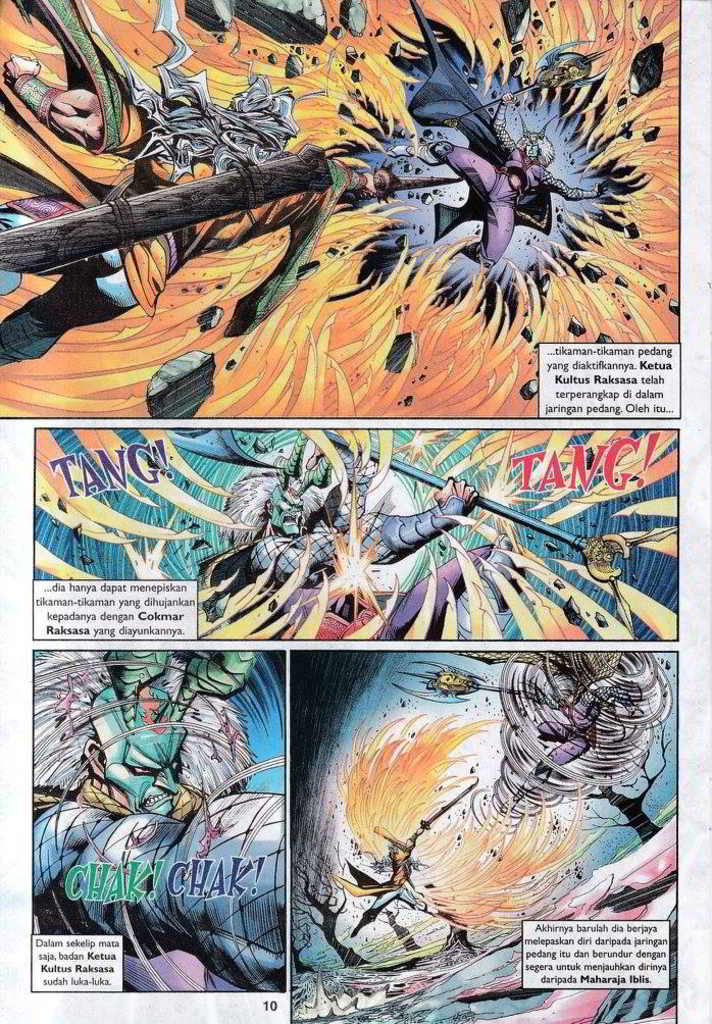 ...tikaman-tikaman pedang
yang diaktifkannya. Ketua
Kultus Raksasa telah
terperangkap di dalam
jaringan pedang. Oleh itu...
TANG!
TANG!
...dia hanya dapat menepiskan
tikaman-tikaman yang dihujankan
kepadanya dengan Cokmar
Raksasa yang diayunkannya.
CHAK! CHAK!
Dalam sekelip mata
saja, badan Ketua
Kultus Raksasa
sudah luka-luka.
Akhirnya barulah dia berjaya
melepaskan diri daripada jaringan
pedang itu dan berundur dengan
segera untuk menjauhkan dirinya
daripada Maharaja Iblis.
10